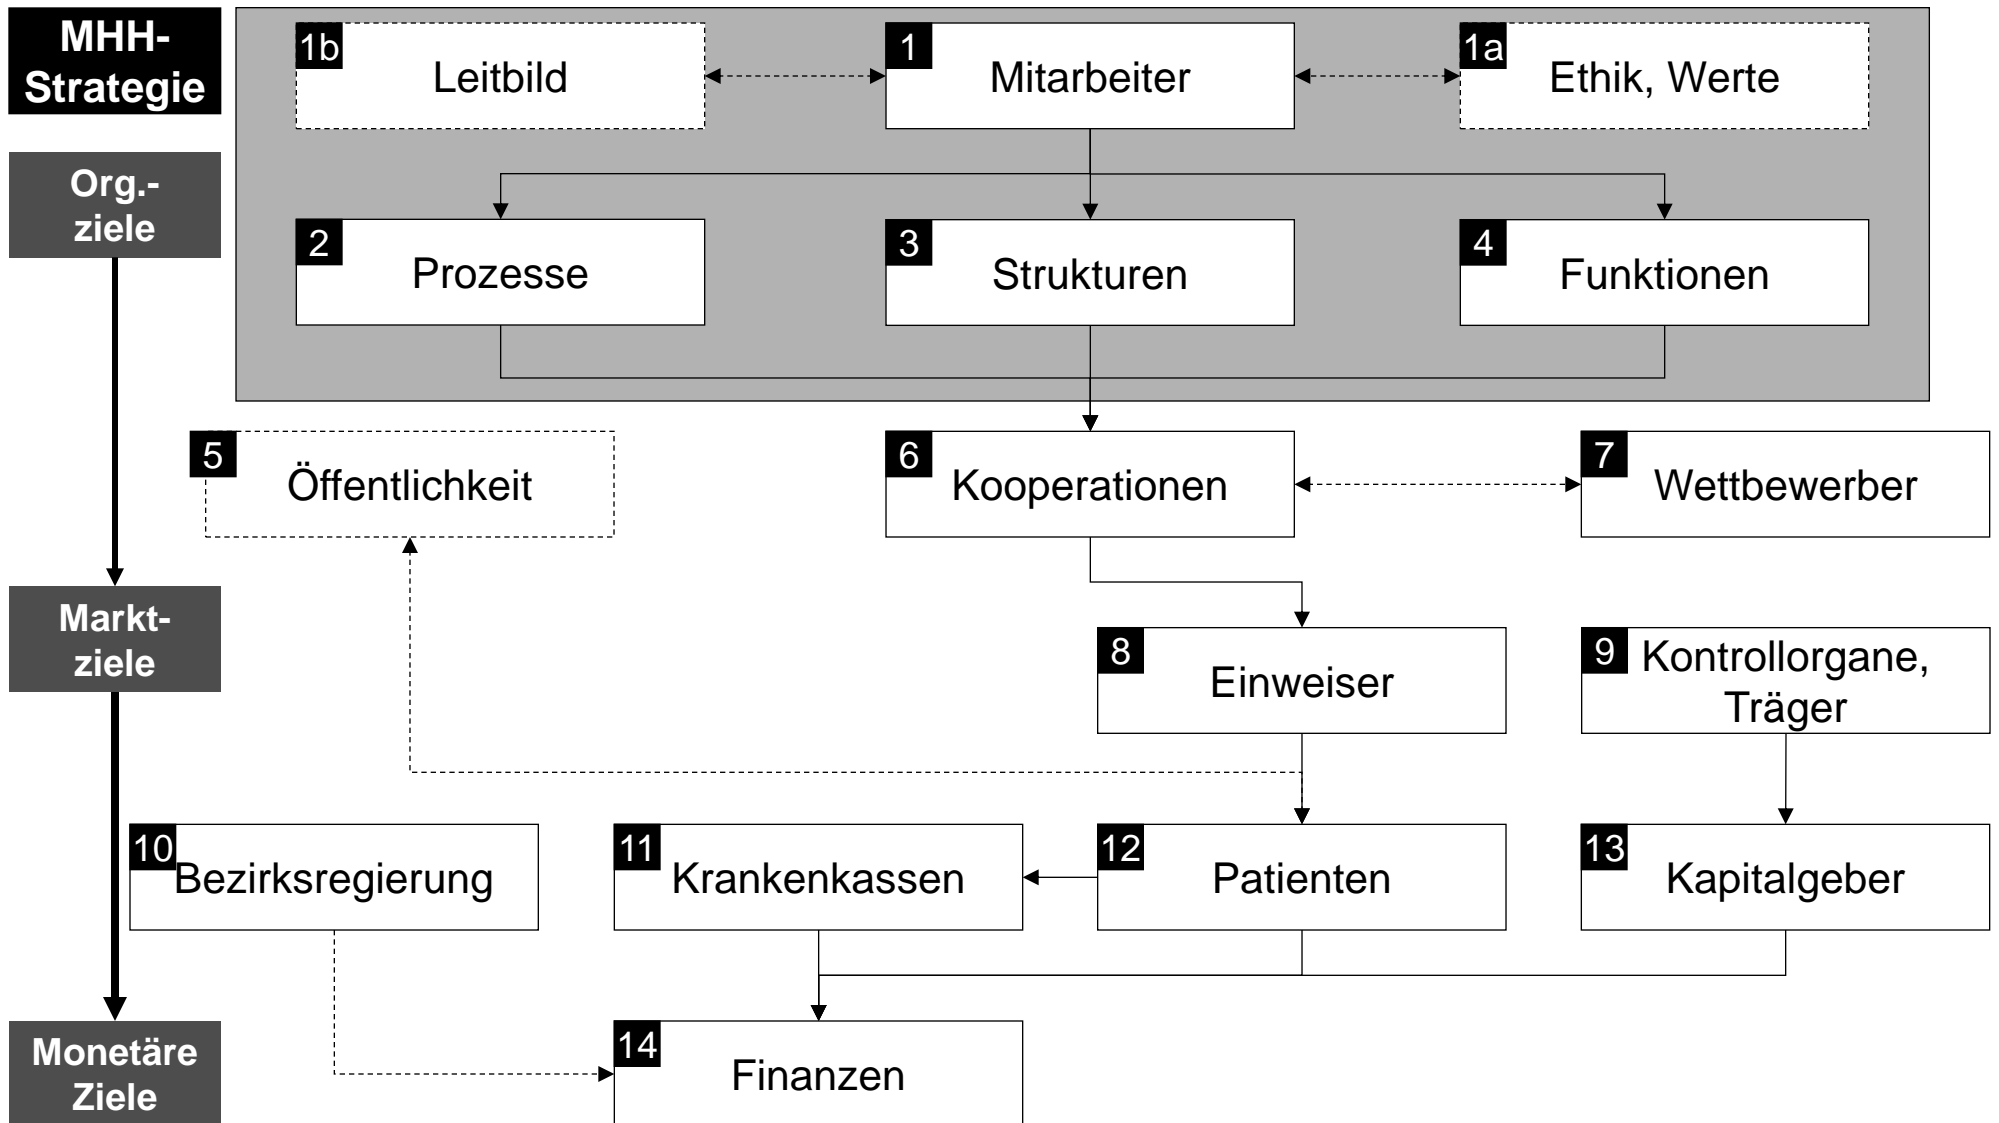 MHH-
Strategie
1b
Leitbild
1
Mitarbeiter
1a
Ethik, Werte
Org.-
ziele
2
Prozesse
3
Strukturen
4
Funktionen
5
Öffentlichkeit
6
Kooperationen
7
Wettbewerber
Markt-
ziele
8
Einweiser
9
Kontrollorgane,
Träger
10
Bezirksregierung
11
Krankenkassen
12
Patienten
13
Kapitalgeber
Monetäre
Ziele
14
Finanzen